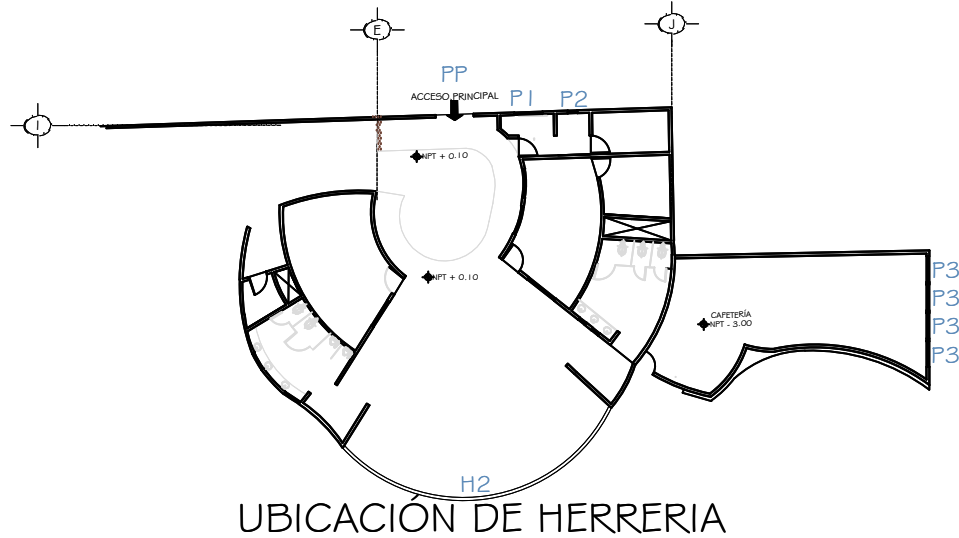 E
J
PP
ACCESO PRINCIPAL
P1
P2
1
NPT + 0.10
NPT + 0.10
P3
P3
P3
P3
CAFETERÍA
NPT - 3.00
H2
UBICACIÓN DE HERRERIA